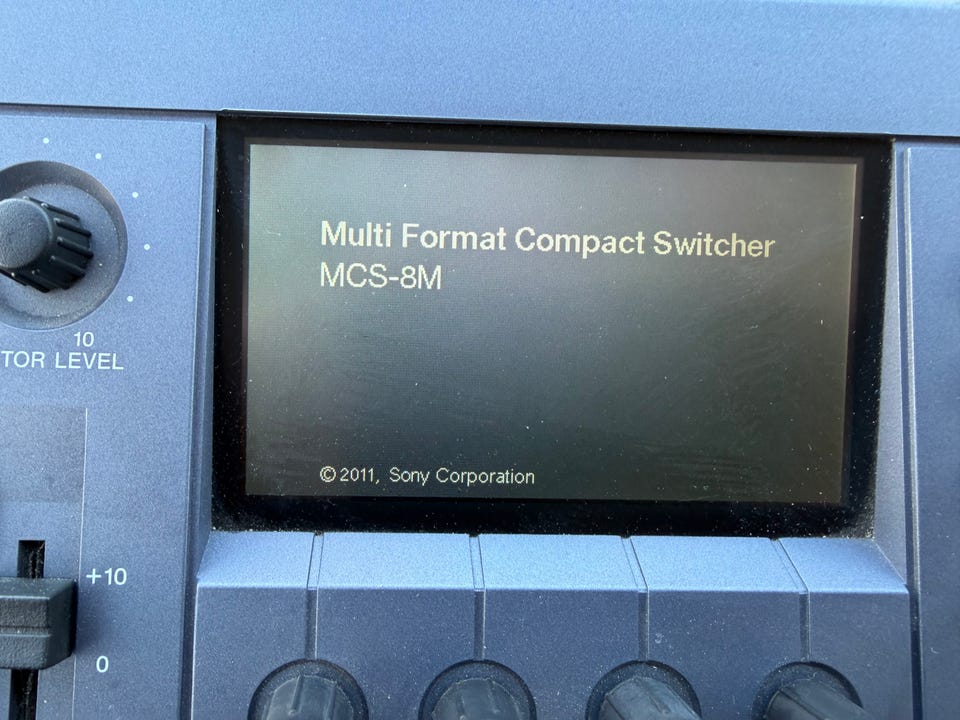 Multi Format Compact Switcher
MCS-8M
© 2011, Sony Corporation
10
TOR LEVEL
+10
0